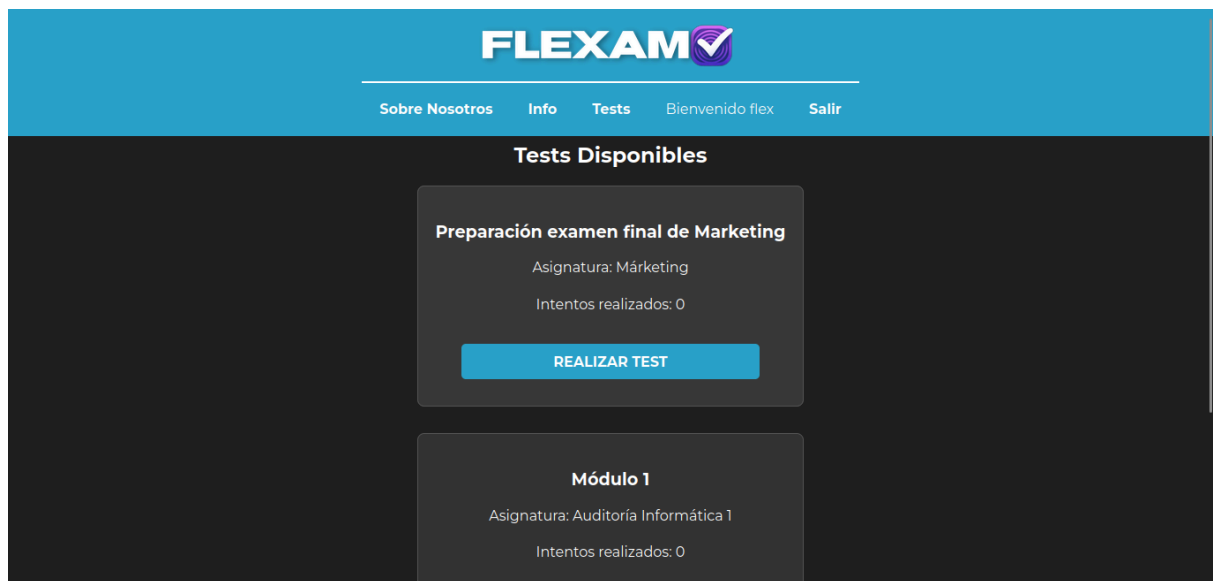 FLEXAM
Sobre Nosotros Info Tests Bienvenido flex Salir
Tests Disponibles
Preparación examen final de Marketing
Asignatura: Márketing
Intentos realizados: 0
REALIZAR TEST
Módulo 1
Asignatura: Auditoría Informática 1
Intentos realizados: 0